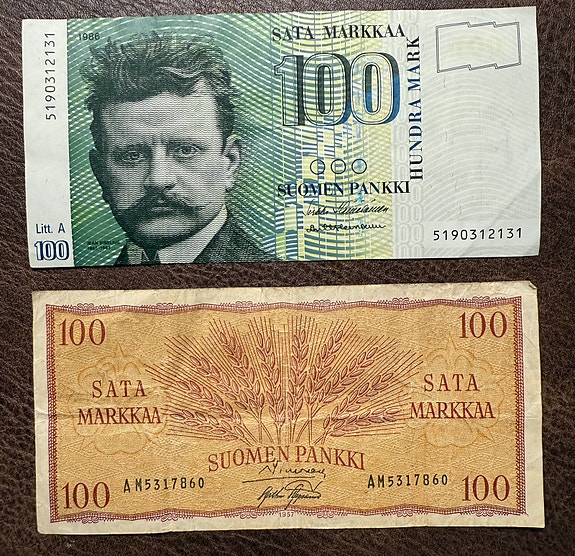 1986
SATA MARKKAA
100
HUNDRA MARK
5190312131
SUOMEN PANKKI
Litt. A
100
5190312131
100
100
SATA
MARKKAA
SATA
MARKKAA
SUOMEN PANKKI
AM5317860
AM5317860
100
100
1957